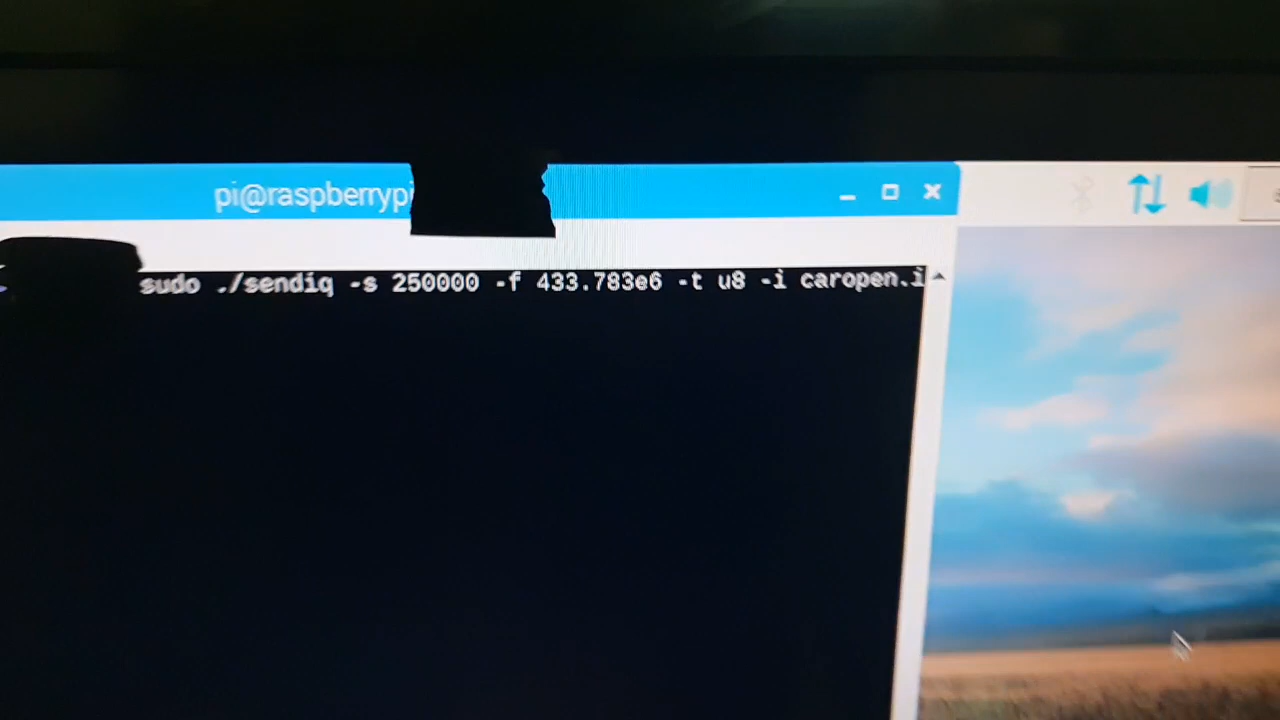 pi@raspberrypi
sudo ./sendiq -s 250000 -f 433.783e6 -t u8 -i caropen.i